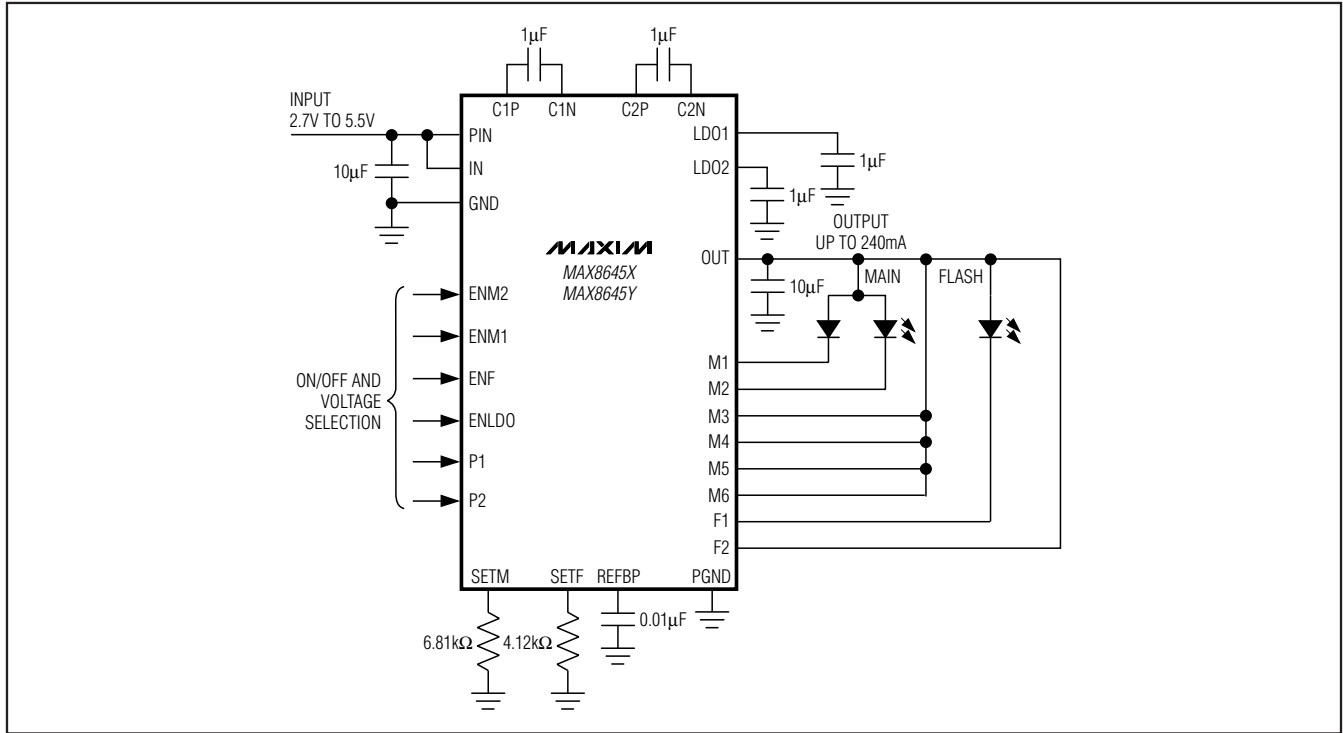 1μF
1μF
INPUT
2.7V TO 5.5V
C1P
C1N
C2P
C2N
PIN
LDO1
10μF
IN
LDO2
1μF
GND
1μF
OUTPUT
UP TO 240mA
MAXIM
MAX8645X
MAX8645Y
OUT
MAIN
FLASH
10μF
ENM2
ENM1
M1
ON/OFF AND
VOLTAGE
SELECTION
ENF
M2
ENLDO
M3
M4
P1
M5
P2
M6
F1
F2
SETM
SETF
REFBP
PGND
6.81kΩ
4.12kΩ
0.01μF